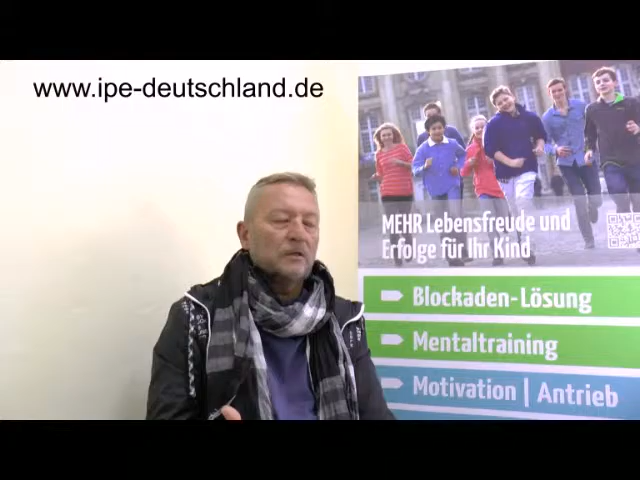 www.ipe-deutschland.de
MEHR Lebensfreude und
Erfolge für Ihr Kind
Blockaden-Lösung
Mentaltraining
Motivation | Antrieb